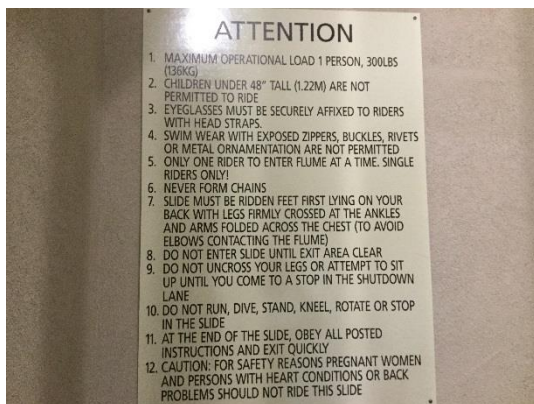 ATTENTION
1. MAXIMUM OPERATIONAL LOAD 1 PERSON, 300LBS
(136KG)
2. CHILDREN UNDER 48" TALL (1.22M) ARE NOT
PERMITTED TO RIDE
3. EYEGLASSES MUST BE SECURELY AFFIXED TO RIDERS
WITH HEAD STRAPS.
4. SWIM WEAR WITH EXPOSED ZIPPERS, BUCKLES, RIVETS
OR METAL ORNAMENTATION ARE NOT PERMITTED
5. ONLY ONE RIDER TO ENTER FLUME AT A TIME. SINGLE
RIDERS ONLY!
6. NEVER FORM CHAINS
7. SLIDE MUST BE RIDDEN FEET FIRST LYING ON YOUR
BACK WITH LEGS FIRMLY CROSSED AT THE ANKLES
AND ARMS FOLDED ACROSS THE CHEST (TO AVOID
ELBOWS CONTACTING THE FLUME)
8. DO NOT ENTER SLIDE UNTIL EXIT AREA CLEAR
9. DO NOT UNCROSS YOUR LEGS OR ATTEMPT TO SIT
UP UNTIL YOU COME TO A STOP IN THE SHUTDOWN
LANE
10. DO NOT RUN, DIVE, STAND, KNEEL, ROTATE OR STOP
IN THE SLIDE
11. AT THE END OF THE SLIDE, OBEY ALL POSTED
INSTRUCTIONS AND EXIT QUICKLY
12. CAUTION: FOR SAFETY REASONS PREGNANT WOMEN
AND PERSONS WITH HEART CONDITIONS OR BACK
PROBLEMS SHOULD NOT RIDE THIS SLIDE